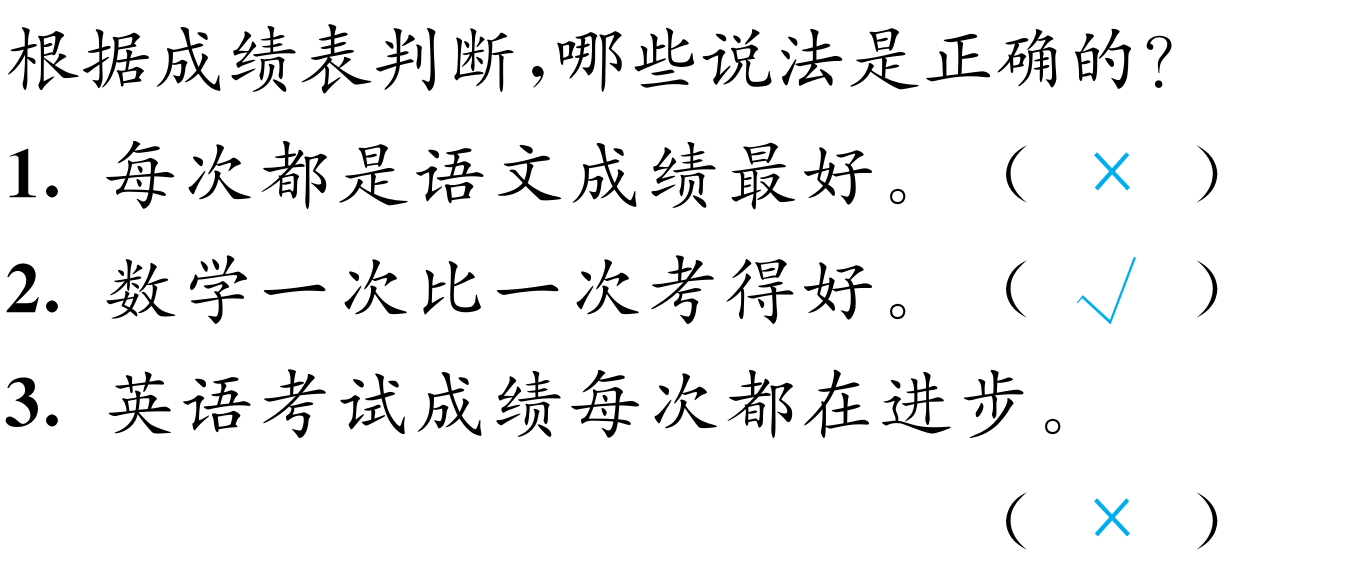 根据成绩表判断,哪些说法是正确的?
1. 每次都是语文成绩最好。 ( × )
2. 数学一次比一次考得好。 ( √ )
3. 英语考试成绩每次都在进步。
( × )